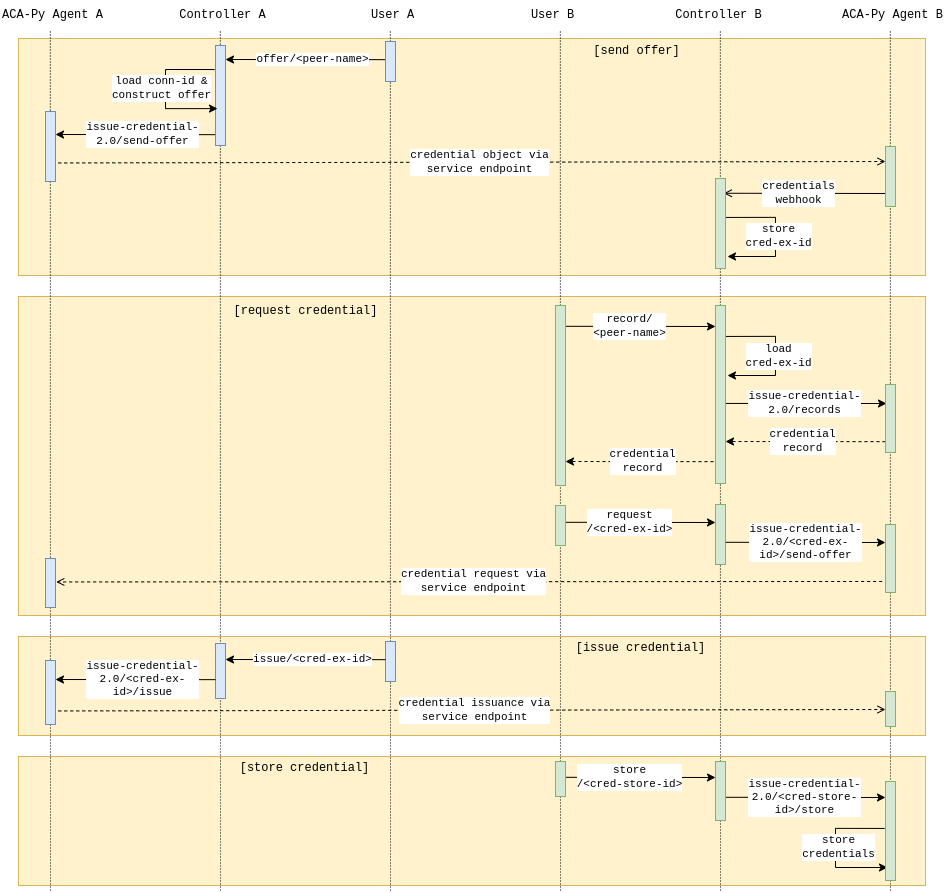 ACA-Py Agent A
Controller A
User A
User B
Controller B
ACA-Py Agent B
[send offer]
offer/<peer-name>
load conn-id &
construct offer
issue-credential-
2.0/send-offer
credential object via
service endpoint
credentials
webhook
store
cred-ex-id
[request credential]
record/
<peer-name>
load
cred-ex-id
issue-credential-
2.0/records
credential
record
credential
record
request
/<cred-ex-id>
issue-credential-
2.0/<cred-ex-
id>/send-offer
credential request via
service endpoint
[issue credential]
issue/<cred-ex-id>
issue-credential-
2.0/<cred-ex-
id>/issue
credential issuance via
service endpoint
[store credential]
store
/<cred-store-id>
issue-credential-
2.0/<cred-store-
id>/store
store
credentials